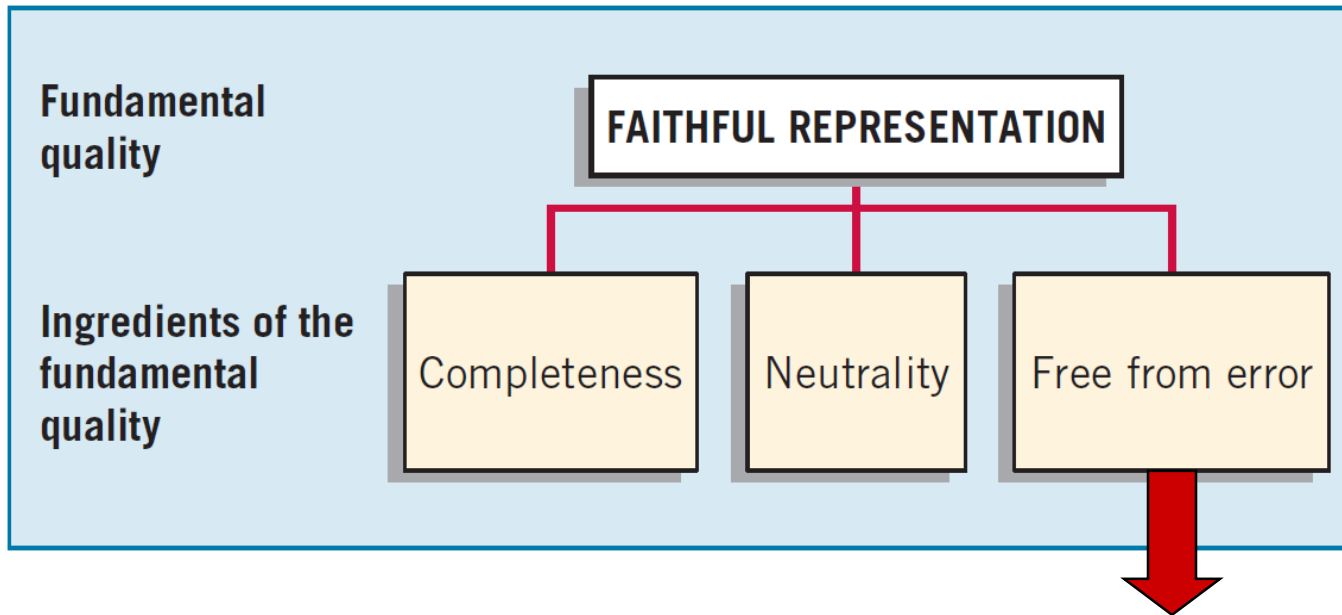 Fundamental
quality
FAITHFUL REPRESENTATION
Ingredients of the
fundamental
quality
Completeness
Neutrality
Free from error